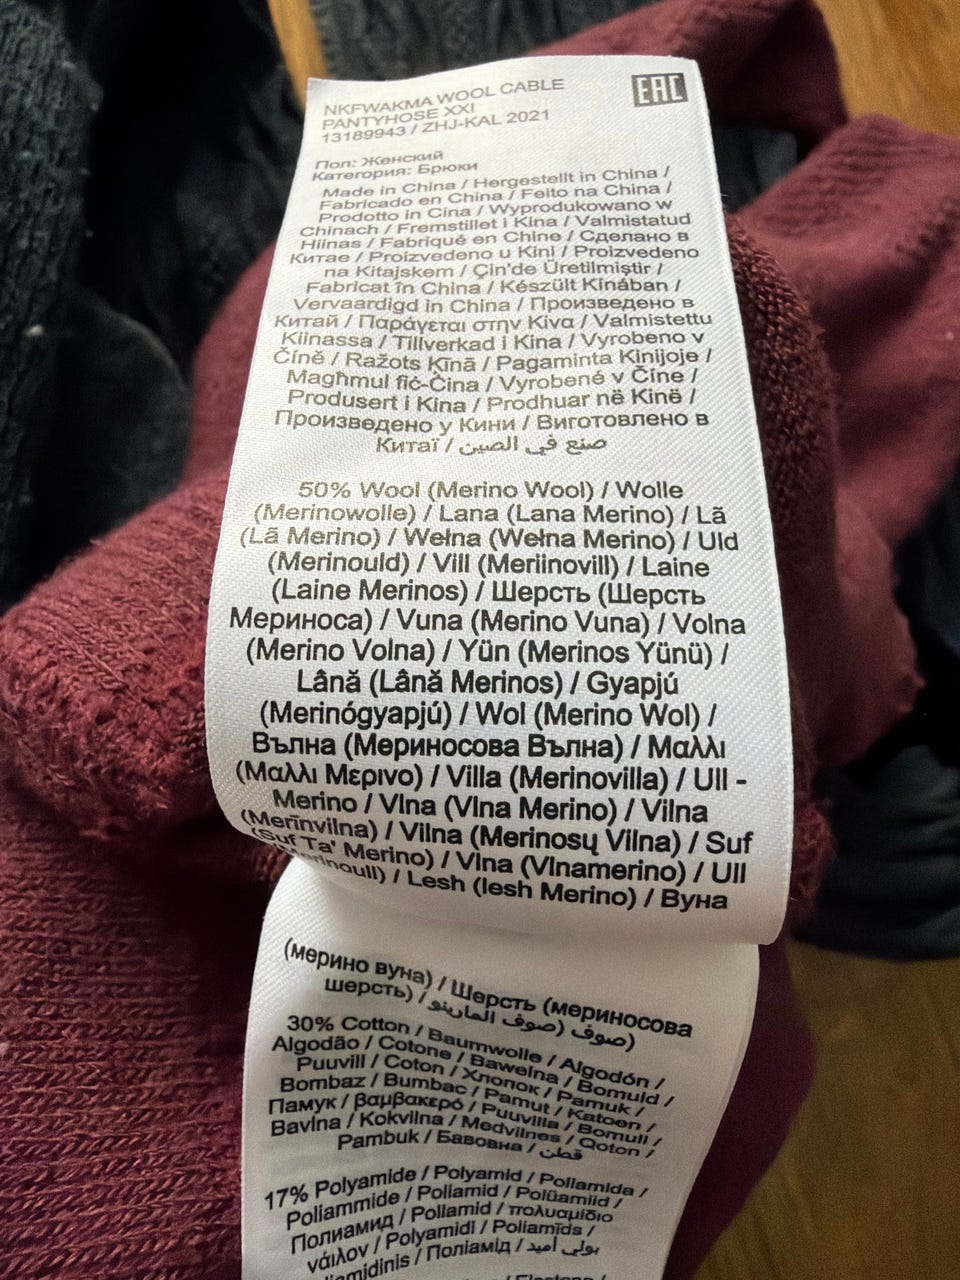 NKFWAKMA WOOL CABLE
PANTYHOSE XXI
13189943 / ZHJ-KAL 2021
EAC
Пол: Женский
Категория: Брюки
Made in China / Hergestellt in China /
Fabricado en China / Feito na China /
Prodotto in Cina / Wyprodukowano w
Chinach / Fremstillet i Kina / Valmistatud
Hiinas / Fabriqué en Chine / Сделано в
Китае / Proizvedeno u Kini / Proizvedeno
na Kitajskem / Çin'de Üretilmiştir /
Fabricat în China / Készült Kínában /
Vervaardigd in China / Произведено в
Китай / Παράγεται στην Κίνα / Valmistettu
Kiinassa / Tillverkad i Kina / Vyrobeno v
Číně / Ražots Ķīnā / Pagaminta Kinijoje /
Magħmul fiċ-Ċina / Vyrobené v Číne /
Produsert i Kina / Prodhuar në Kinë /
Произведено у Кини / Виготовлено в
Китаї / صنع في الصين
50% Wool (Merino Wool) / Wolle
(Merinowolle) / Lana (Lana Merino) / Lã
(Lã Merino) / Wełna (Wełna Merino) / Uld
(Merinould) / Vill (Meriinovill) / Laine
(Laine Merinos) / Шерсть (Шерсть
Мериноса) / Vuna (Merino Vuna) / Volna
(Merino Volna) / Yün (Merinos Yünü) /
Lână (Lână Merinos) / Gyapjú
(Merinógyapjú) / Wol (Merino Wol) /
Вълна (Мериносова Вълна) / Μαλλι
(Μαλλι Μεριvο) / Villa (Merinovilla) / Ull -
Merino / Vlna (Vlna Merino) / Vilna
(Merīnvilna) / Vilna (Merinosų Vilna) / Suf
(Suf Ta' Merino) / Vlna (Vlnamerino) / Ull
/ Lesh (lesh Merino) / Вуна
(мерино вуна) / Шерсть (мериносова
шерсть) / صوف (صوف المارينو)
30% Cotton / Baumwolle / Algodón /
Algodão / Cotone / Bawełna / Bomuld /
Puuvill / Coton / Хлопок / Pamuk /
Bombaz / Bumbac / Pamut / Katoen /
Памук / βαμβακερό / Puuvilla / Bomull /
Bavlna / Kokvilna / Medvilnes / Qoton /
Pambuk / Бавовна / قطن
17% Polyamide / Polyamid / Poliamida /
Poliammide / Poliamid / Polüamiid /
Полиамид / Poliamid / πολυαμίδιο
νάιλον / Polyamidi / Poliamīds /
/ Поліамід / بولي أميد